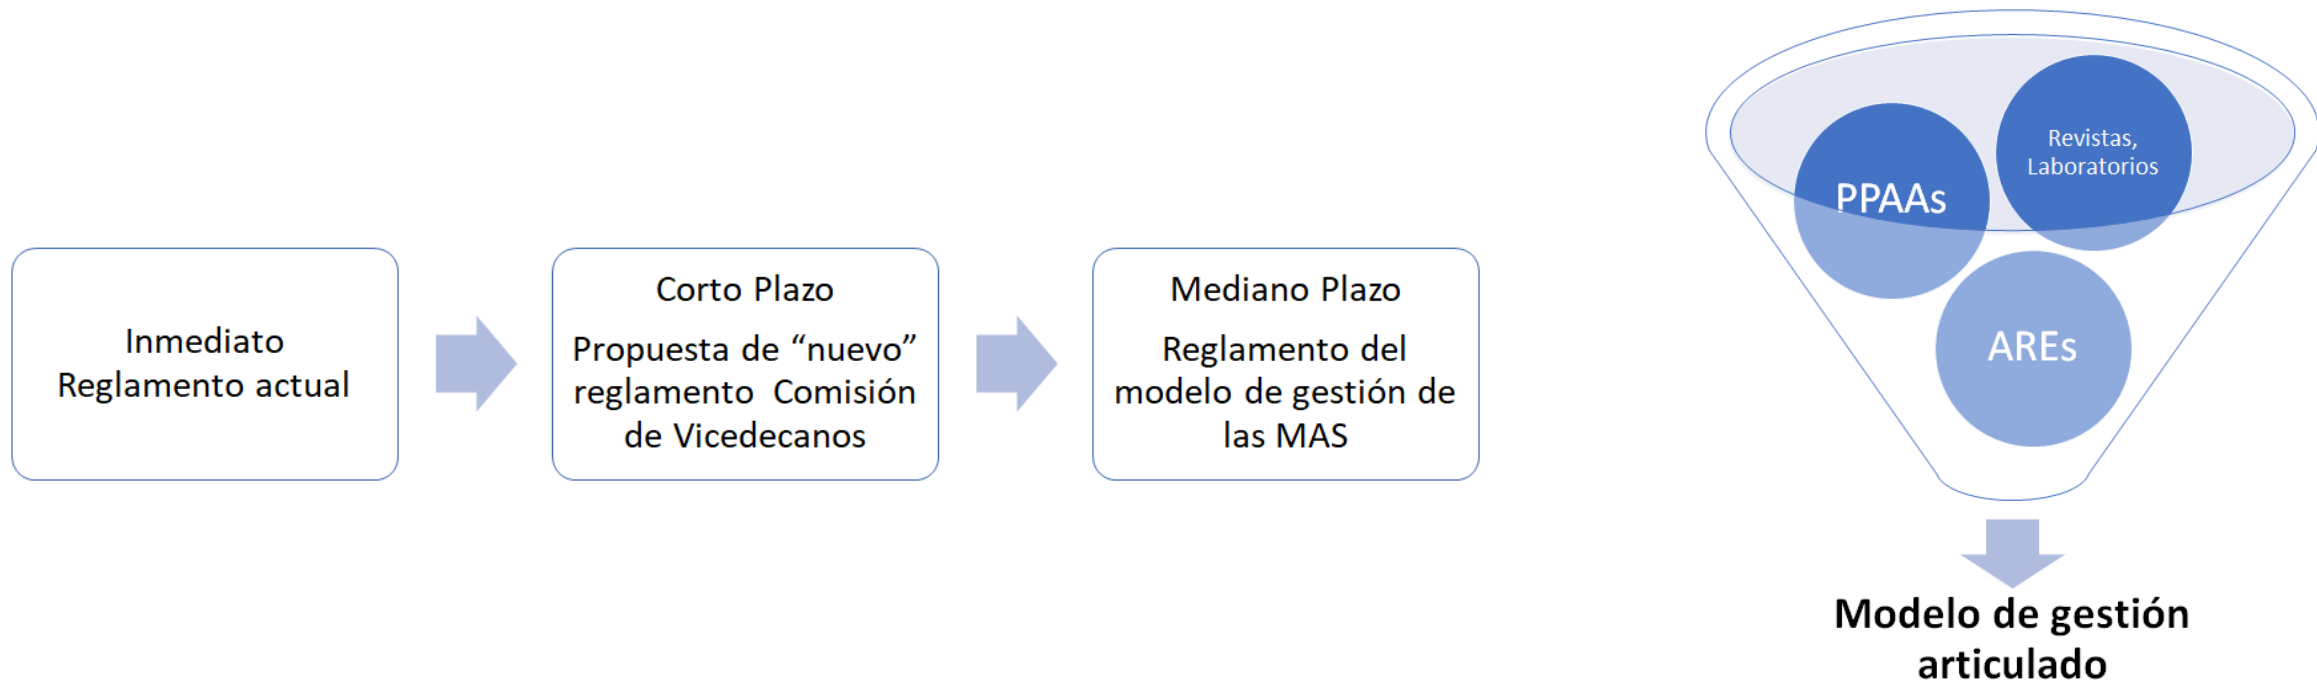 Inmediato
Reglamento actual
Corto Plazo
Propuesta de “nuevo”
reglamento Comisión
de Vicedecanos
Mediano Plazo
Reglamento del
modelo de gestión de
las MAS
Revistas,
Laboratorios
PPAAs
AREs
Modelo de gestión
articulado